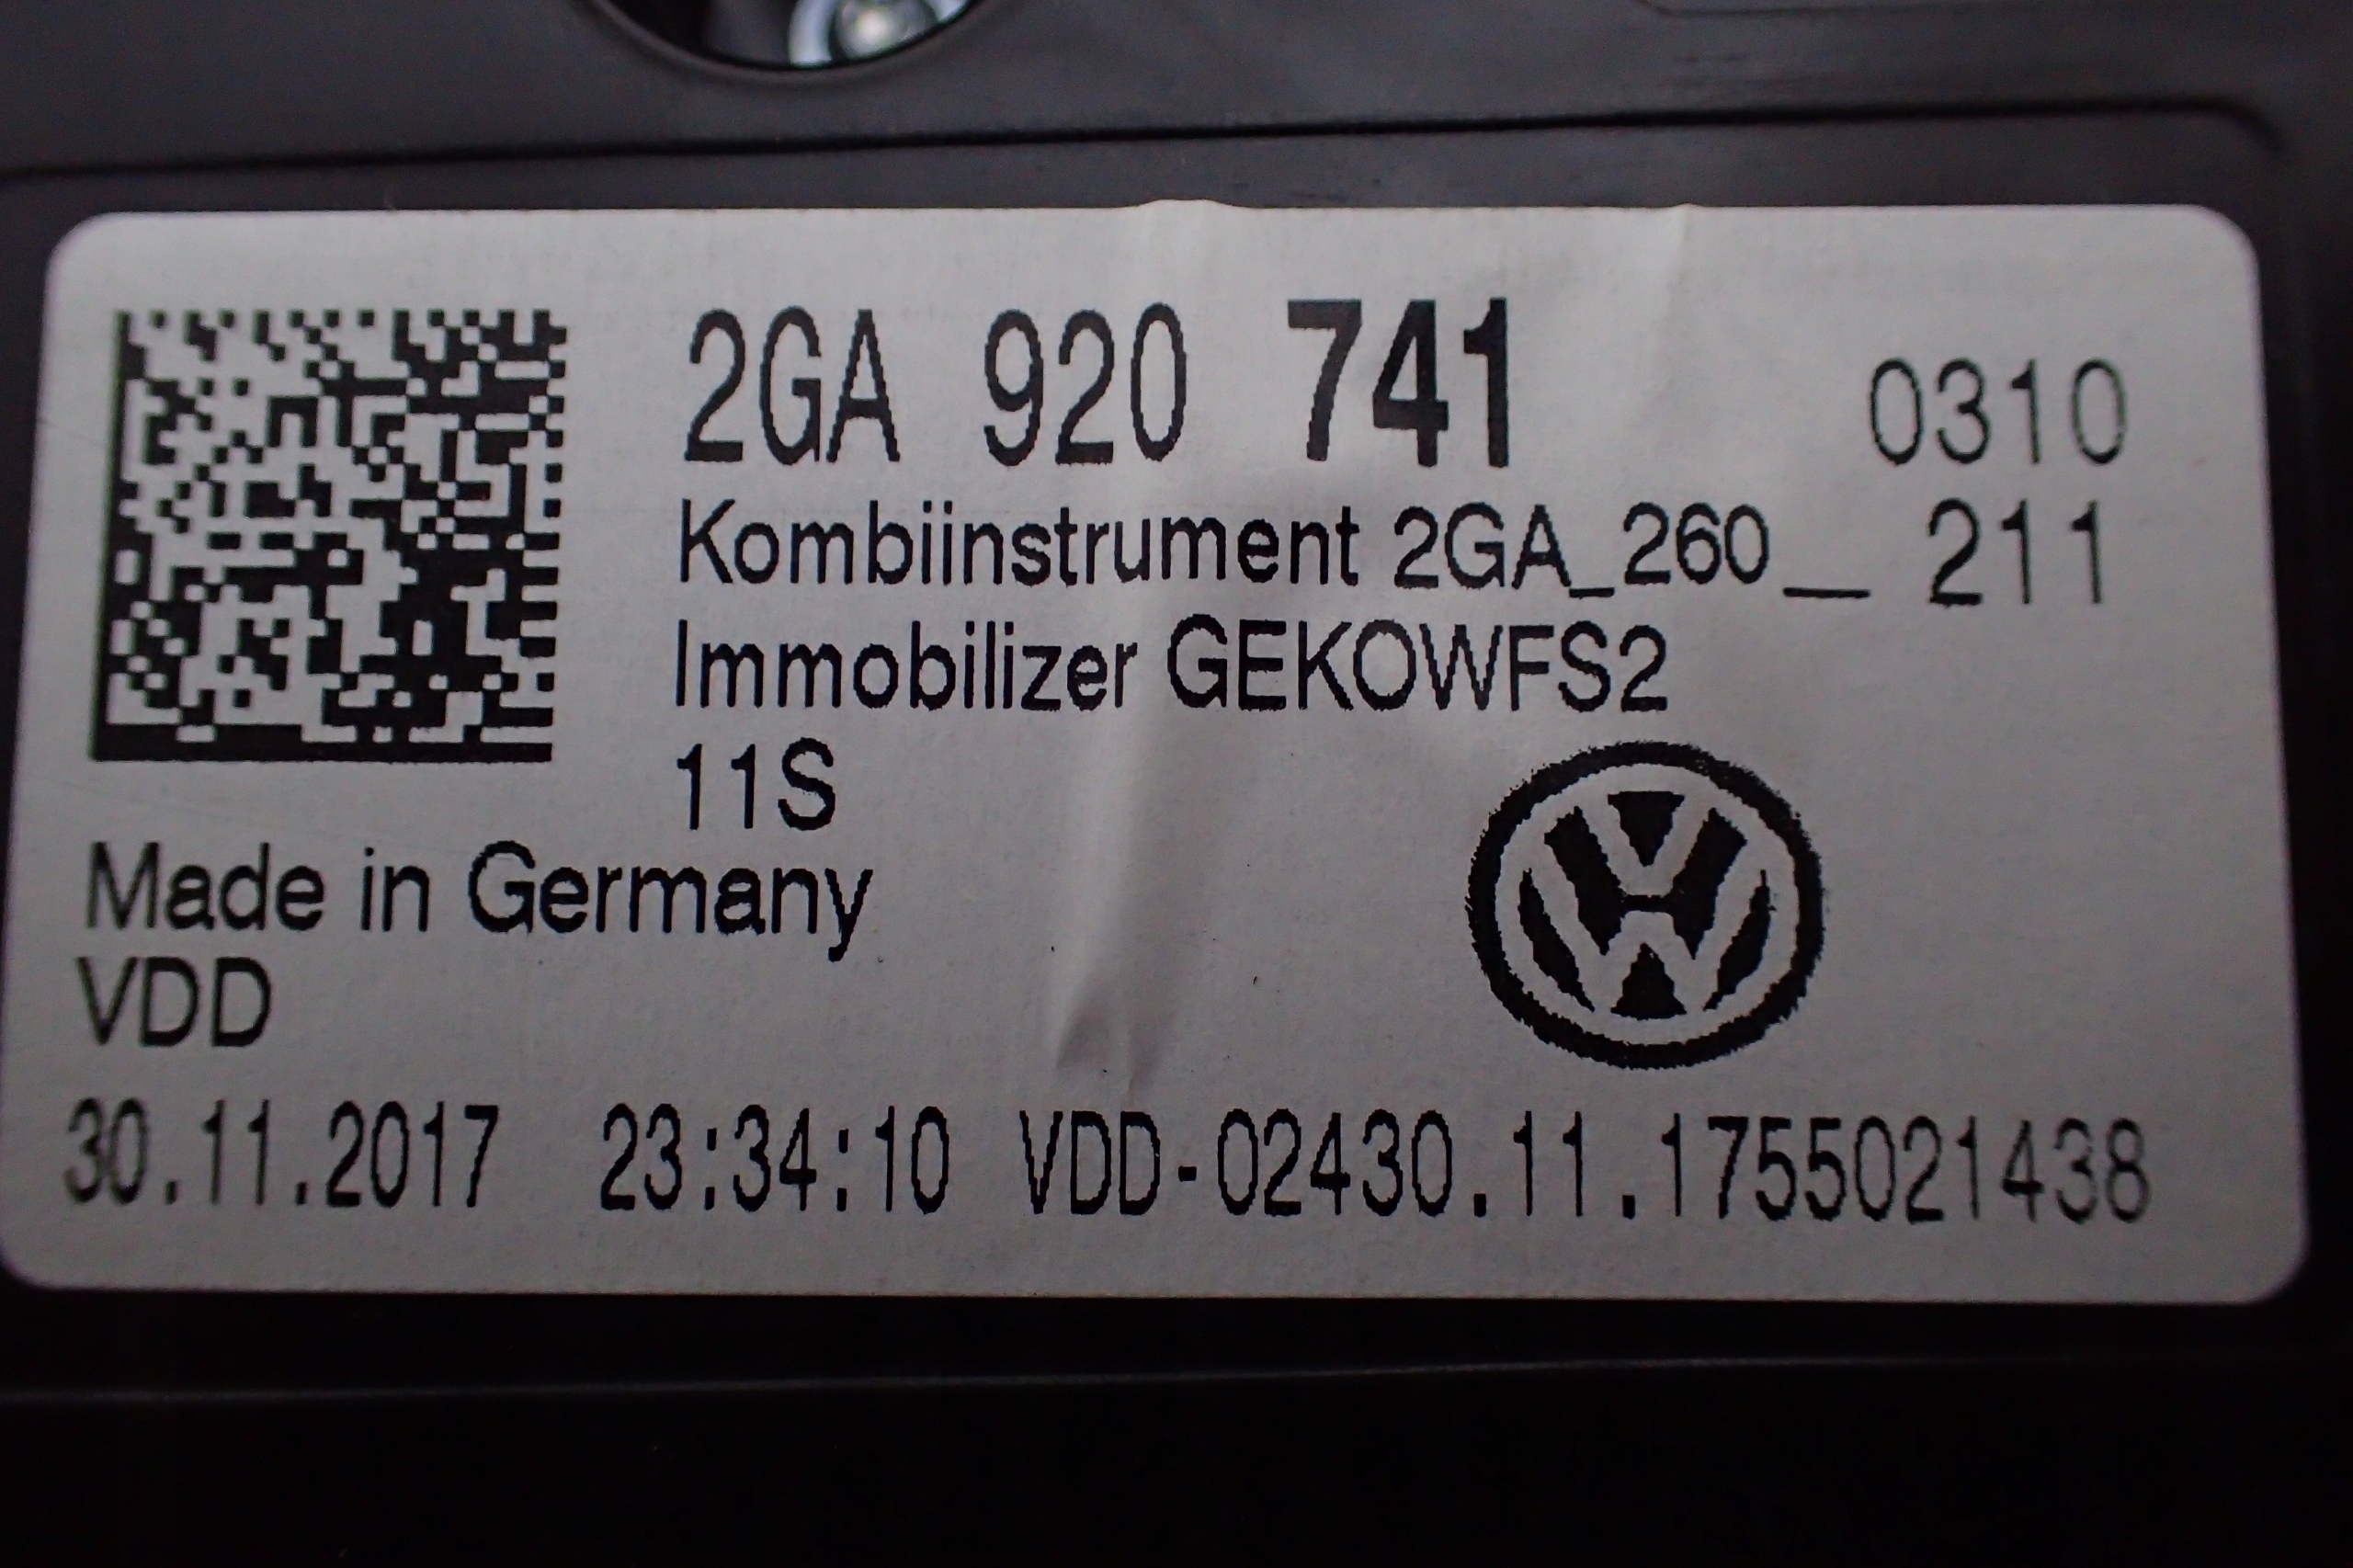 2GA 920 741 0310
Kombiinstrument 2GA_260_ 211
Immobilizer GEKOWFS2
11S
Made in Germany
VDD
30.11.2017 23:34:10 VDD-02430.11.1755021438